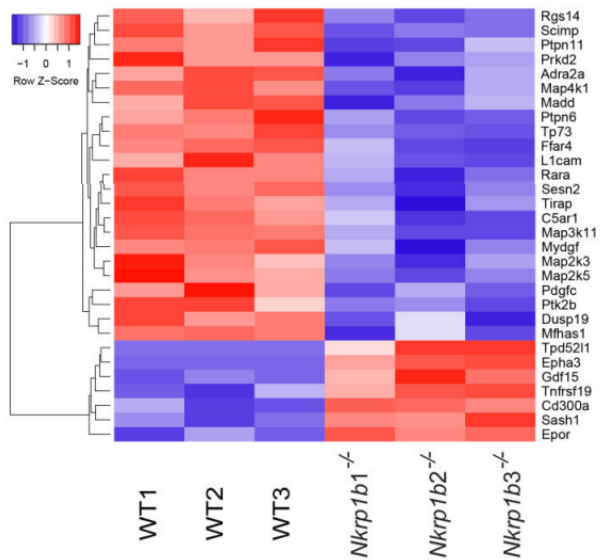 -1 0 1
Row Z-Score
Rgs14
Scimp
Ptpn11
Prkd2
Adra2a
Map4k1
Madd
Ptpn6
Tp73
Ffar4
L1cam
Rara
Sesn2
Tirap
C5ar1
Map3k11
Mydgf
Map2k3
Map2k5
Pdgfc
Ptk2b
Dusp19
Mfhas1
Tpd52l1
Epha3
Gdf15
Tnfrsf19
Cd300a
Sash1
Epor
WT1
WT2
WT3
Nkrp1b1-/-
Nkrp1b2-/-
Nkrp1b3-/-